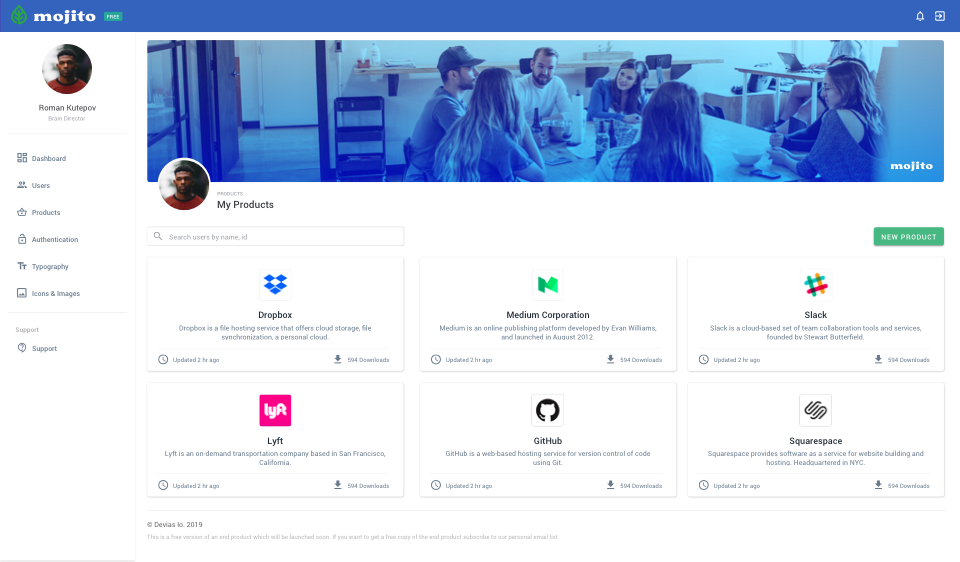 mojito FREE
Roman Kutepov
Brain Director
Dashboard
Users
Products
Authentication
Typography
Icons & Images
Support
Support
mojito
PRODUCTS
My Products
Search users by name, id
NEW PRODUCT
Dropbox
Dropbox is a file hosting service that offers cloud storage, file
synchronization, a personal cloud.
Updated 2 hr ago
594 Downloads
Medium Corporation
Medium is an online publishing platform developed by Evan Williams,
and launched in August 2012.
Updated 2 hr ago
594 Downloads
Slack
Slack is a cloud-based set of team collaboration tools and services,
founded by Stewart Butterfield.
Updated 2 hr ago
594 Downloads
lyft
Lyft
Lyft is an on-demand transportation company based in San Francisco,
California.
Updated 2 hr ago
594 Downloads
GitHub
GitHub is a web-based hosting service for version control of code
using Git.
Updated 2 hr ago
594 Downloads
Squarespace
Squarespace provides software as a service for website building and
hosting. Headquartered in NYC.
Updated 2 hr ago
594 Downloads
© Devias Io. 2019
This is a free version of an end product which will be launched soon. If you want to get a free copy of the end product subscribe to our personal email list